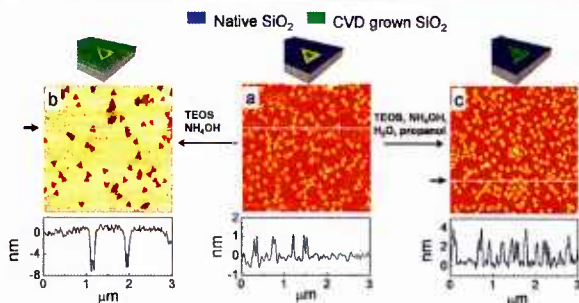 Native SiO₂ CVD grown SiO₂
b
TEOS
NH₄OH
a
TEOS, NH₄OH,
H₂O, propanol
c
nm
0
-4
-8
0 1 2 3
μm
nm
2
1
0
-1
0 1 2 3
μm
nm
4
2
0
0 1 2 3
μm